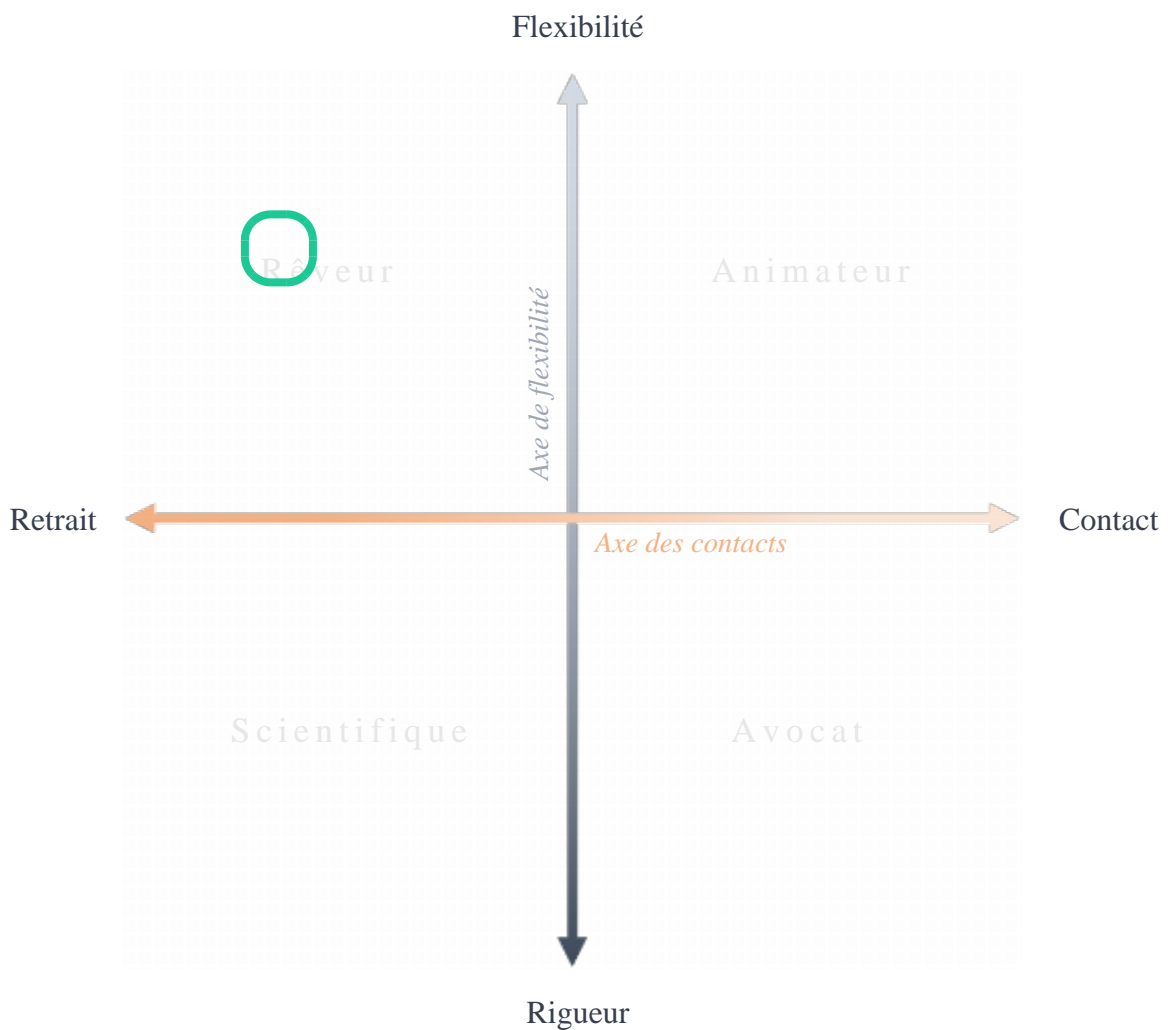 Flexibilité
Rêveur
Animateur
Axe de flexibilité
Retrait
Contact
Axe des contacts
Scientifique
Avocat
Rigueur